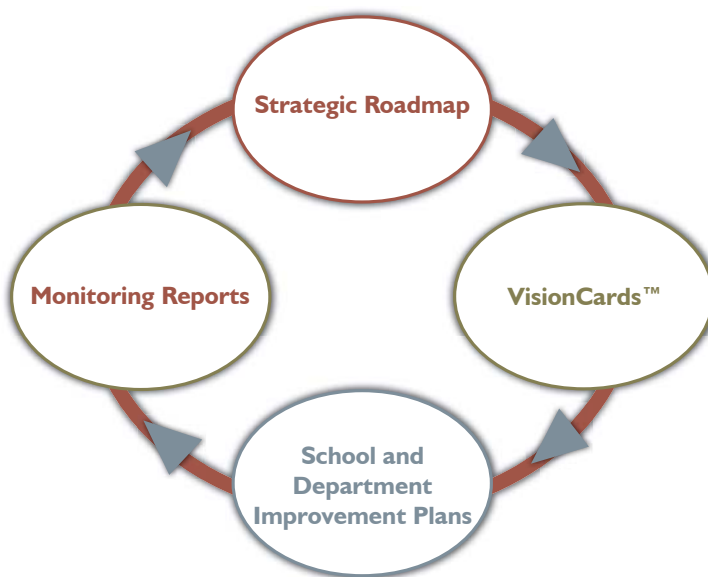 Strategic Roadmap
Monitoring Reports
VisionCards™
School and
Department
Improvement Plans